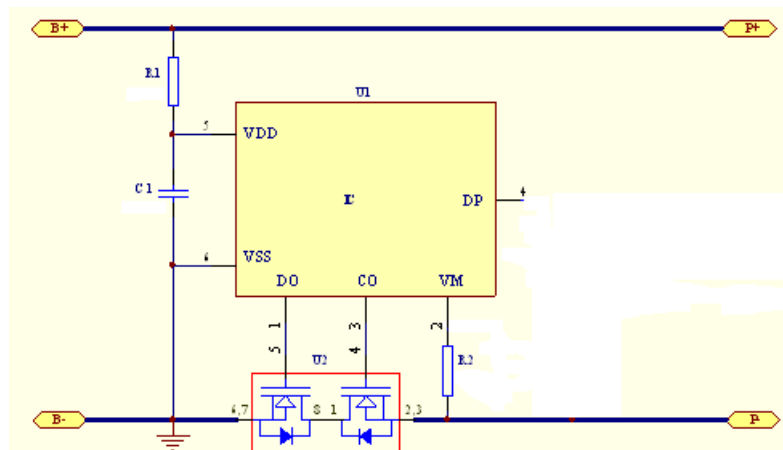 B+ P+
R1
U1
5 VDD
C1
IC
DP 4
6 VSS
DO CO VM
1 3 2
5 4
U2 R2
B- 6,7 8 1 2,3 P-